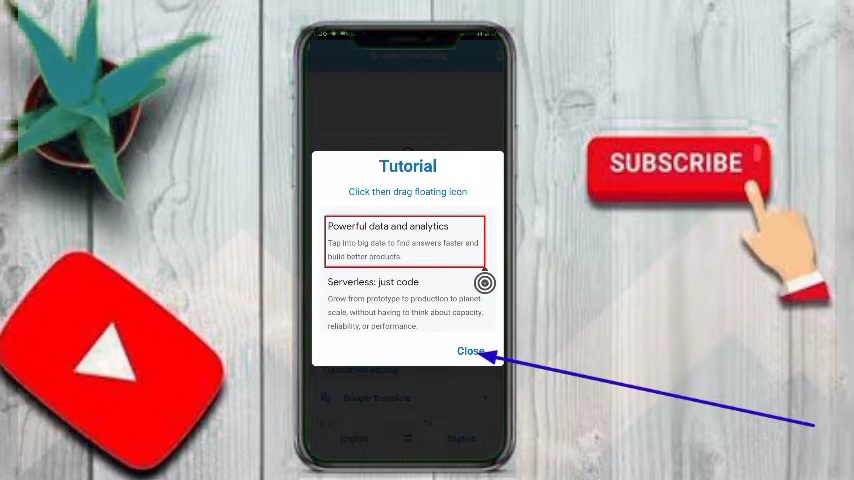 Tutorial
Click then drag floating icon
Powerful data and analytics
Tap into big data to find answers faster and
build better products.
Serverless: just code
Grow from prototype to production to planet-
scale, without having to think about capacity,
reliability, or performance.
Close
Google Translate
English
English
SUBSCRIBE